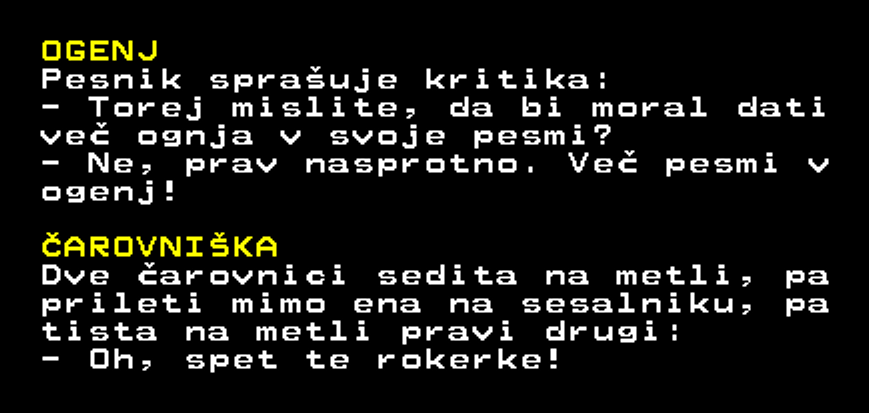 OGENJ
Pesnik sprašuje kritika:
- Torej mislite, da bi moral dati
več ognja v svoje pesmi?
- Ne, prav nasprotno. Več pesmi v
ogenj!
ČAROVNIŠKA
Dve čarovnici sedita na metli, pa
prileti mimo ena na sesalniku, pa
tista na metli pravi drugi:
- Oh, spet te rokerke!